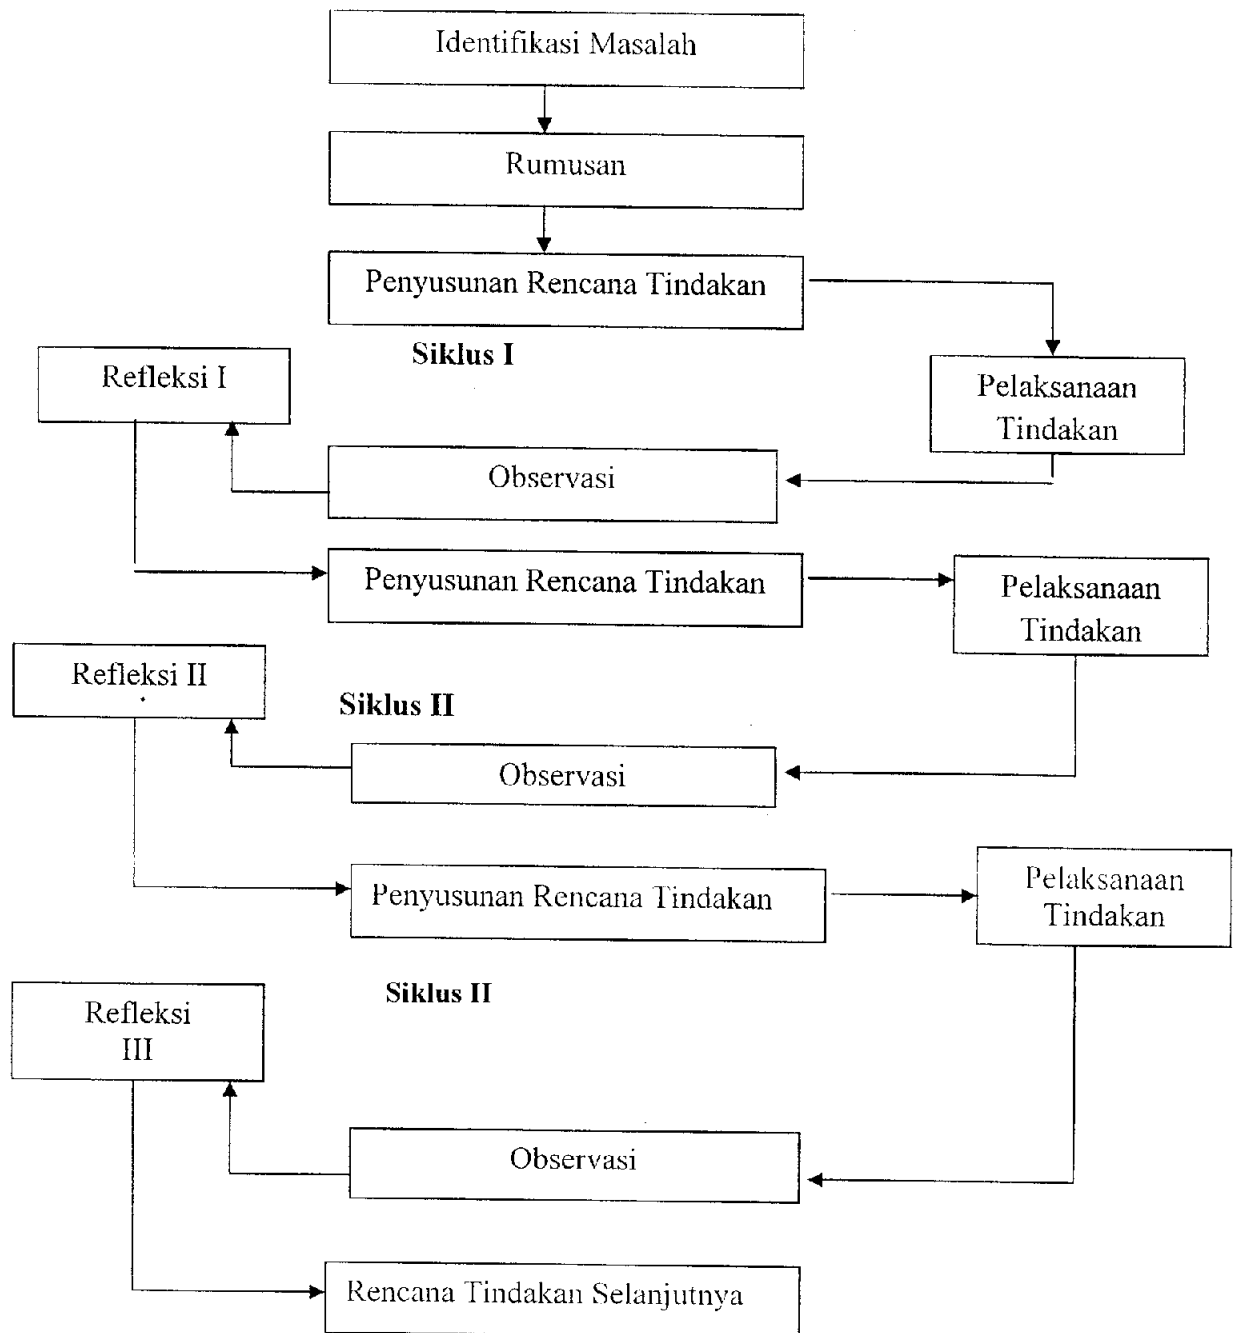 Identifikasi Masalah
Rumusan
Penyusunan Rencana Tindakan
Siklus I
Refleksi I
Pelaksanaan
Tindakan
Observasi
Penyusunan Rencana Tindakan
Pelaksanaan
Tindakan
Refleksi II
Siklus II
Observasi
Penyusunan Rencana Tindakan
Pelaksanaan
Tindakan
Siklus II
Refleksi
III
Observasi
Rencana Tindakan Selanjutnya